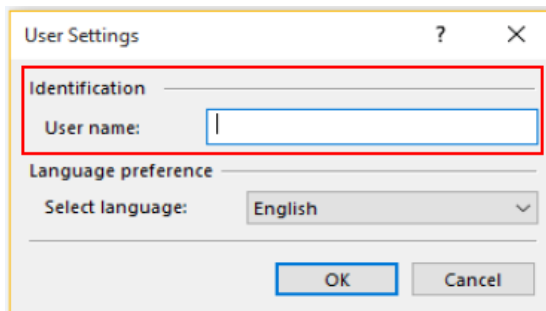 User Settings ?
Identification
User name:
Language preference
Select language: English
OK Cancel